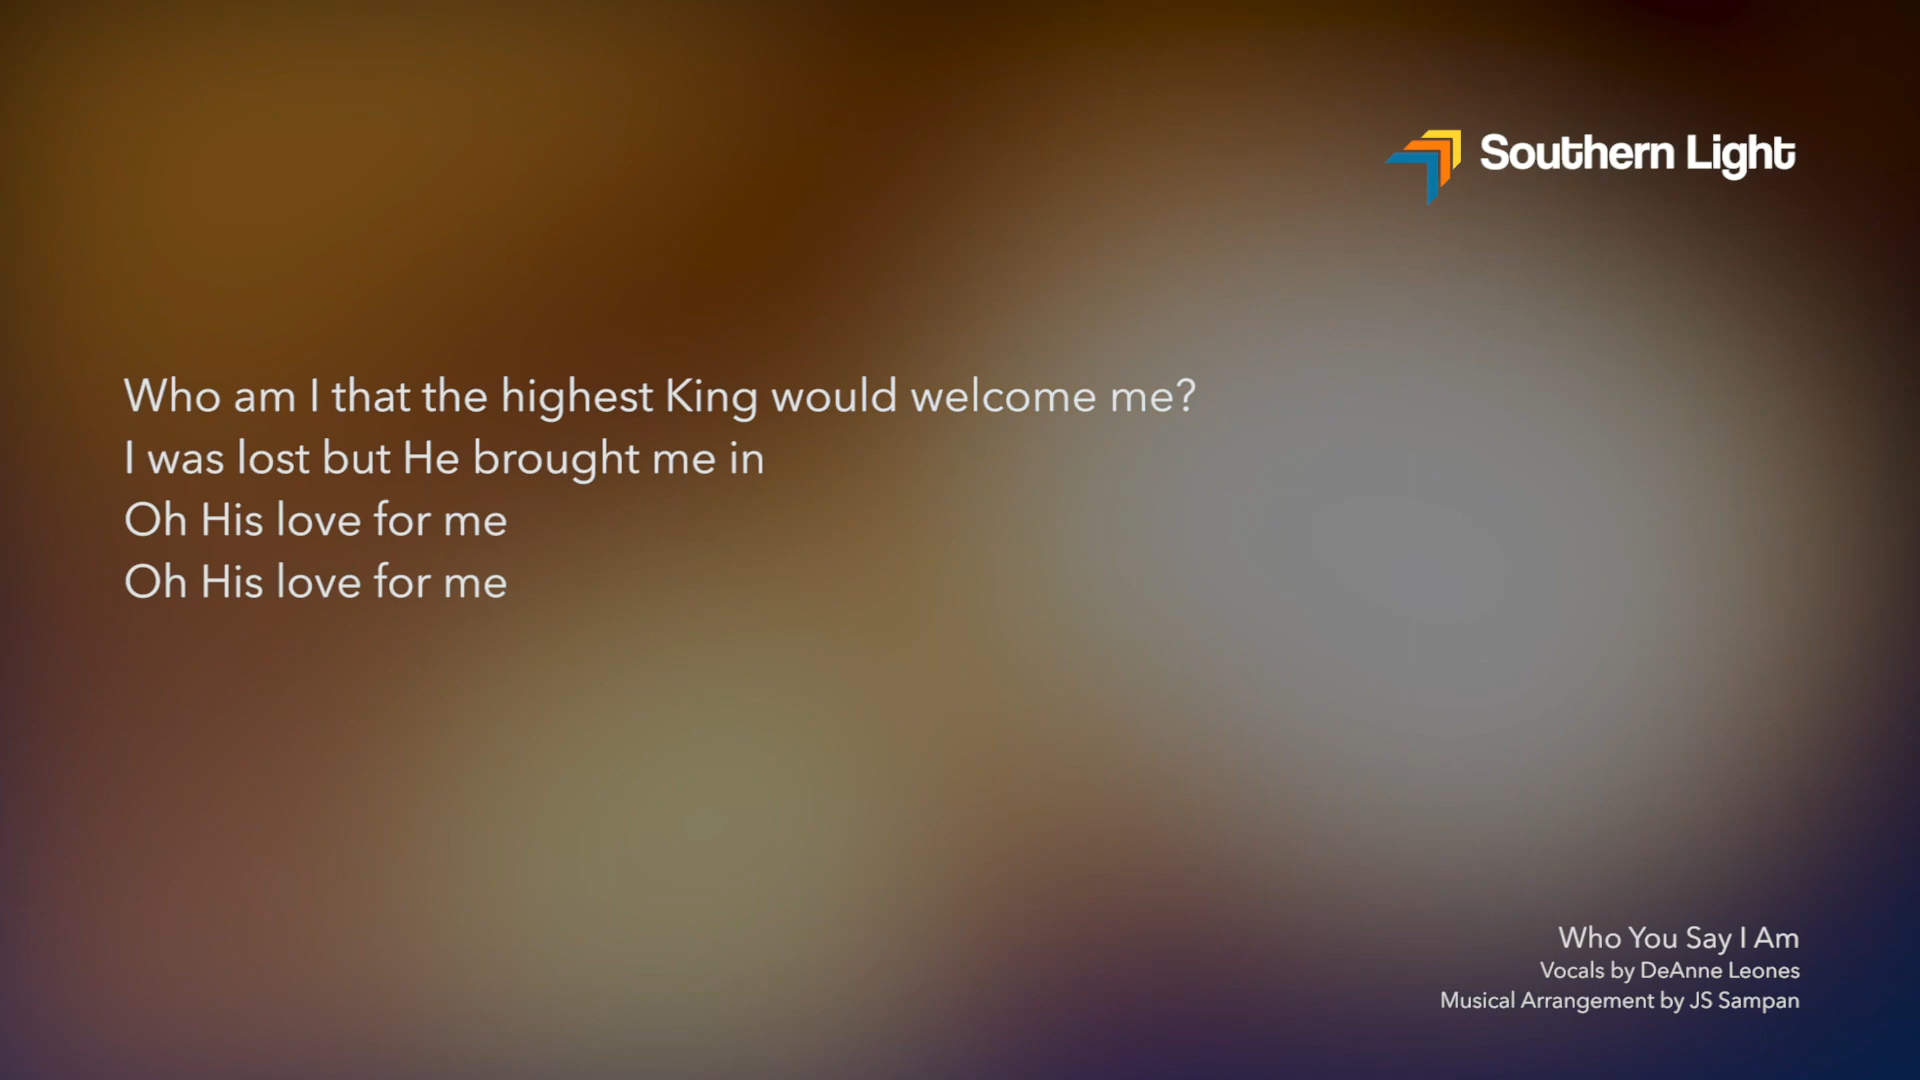 Southern Light
Who am I that the highest King would welcome me?
I was lost but He brought me in
Oh His love for me
Oh His love for me
Who You Say I Am
Vocals by DeAnne Leones
Musical Arrangement by JS Sampan